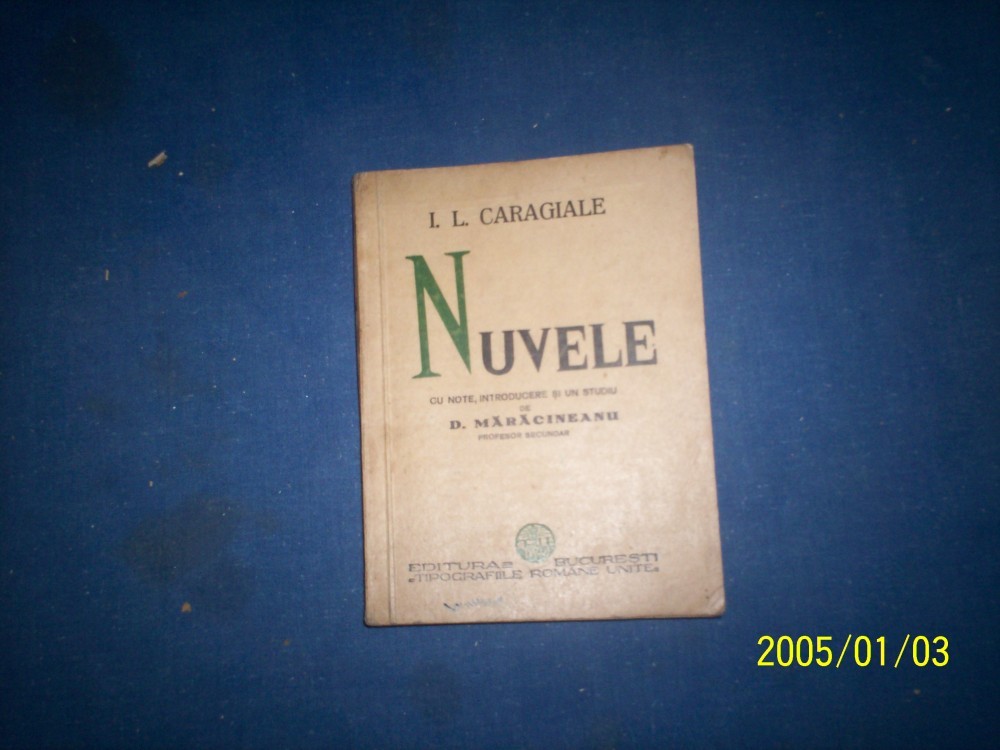 I. L. CARAGIALE
NUVELE
CU NOTE, INTRODUCERE ȘI UN STUDIU
DE
D. MĂRĂCINEANU
PROFESOR SECUNDAR
EDITURA BUCUREȘTI
„TIPOGRAFIILE ROMÂNE UNITE"
2005/01/03